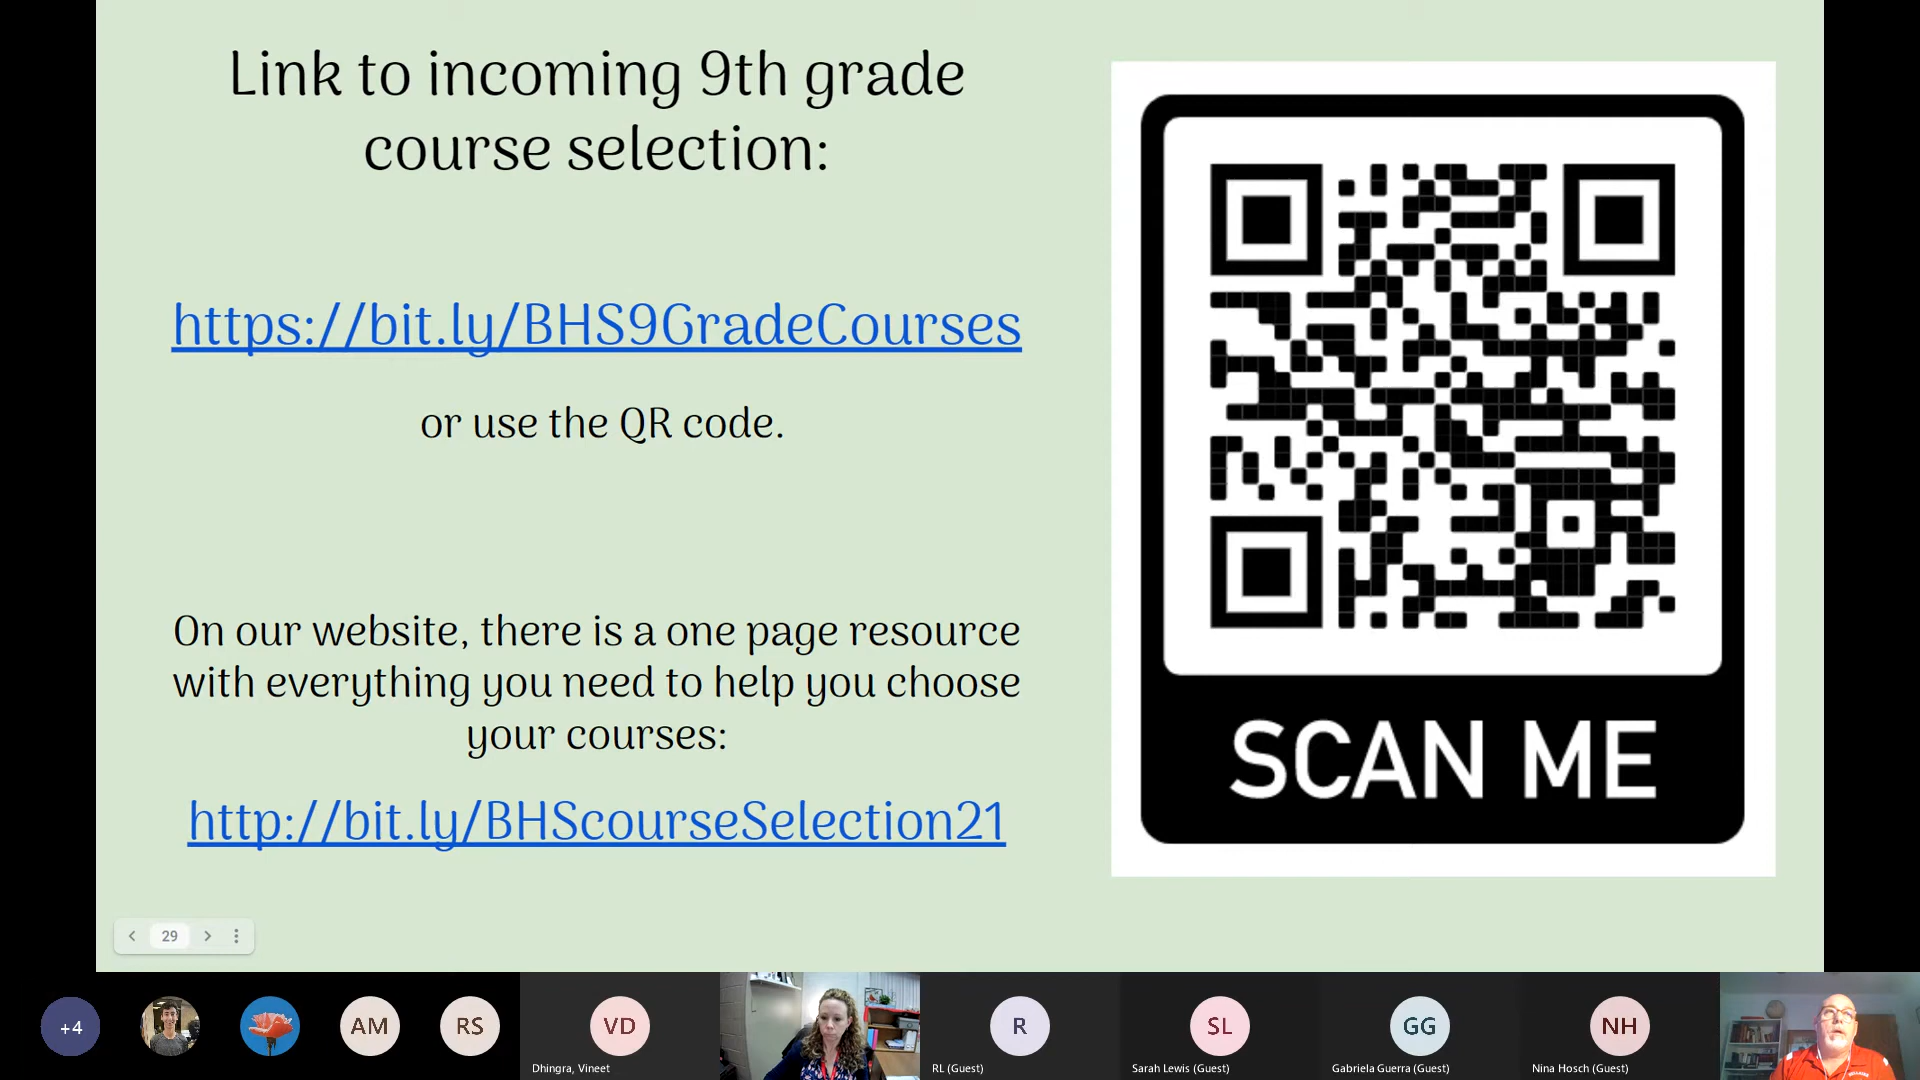 Link to incoming 9th grade
course selection:
https://bit.ly/BHS9GradeCourses
or use the QR code.
On our website, there is a one page resource
with everything you need to help you choose
your courses:
http://bit.ly/BHScourseSelection21
SCAN ME
29
+4
AM
RS
VD
Dhingra, Vineet
R
RL (Guest)
SL
Sarah Lewis (Guest)
GG
Gabriela Guerra (Guest)
NH
Nina Hosch (Guest)